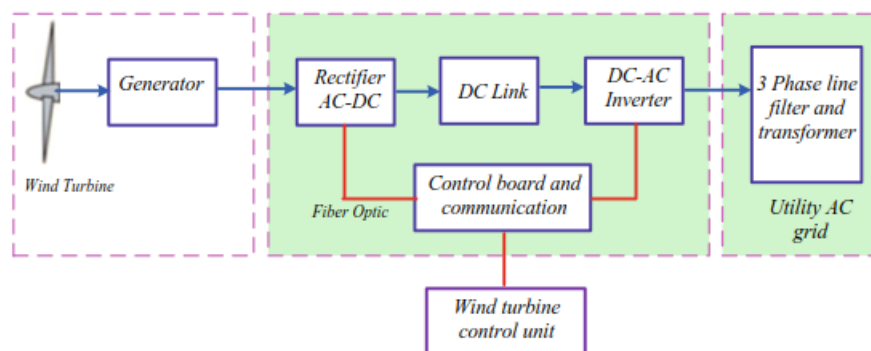 Wind Turbine
Generator
Rectifier
AC-DC
DC Link
DC-AC
Inverter
Fiber Optic
Control board and
communication
Wind turbine
control unit
3 Phase line
filter and
transformer
Utility AC
grid